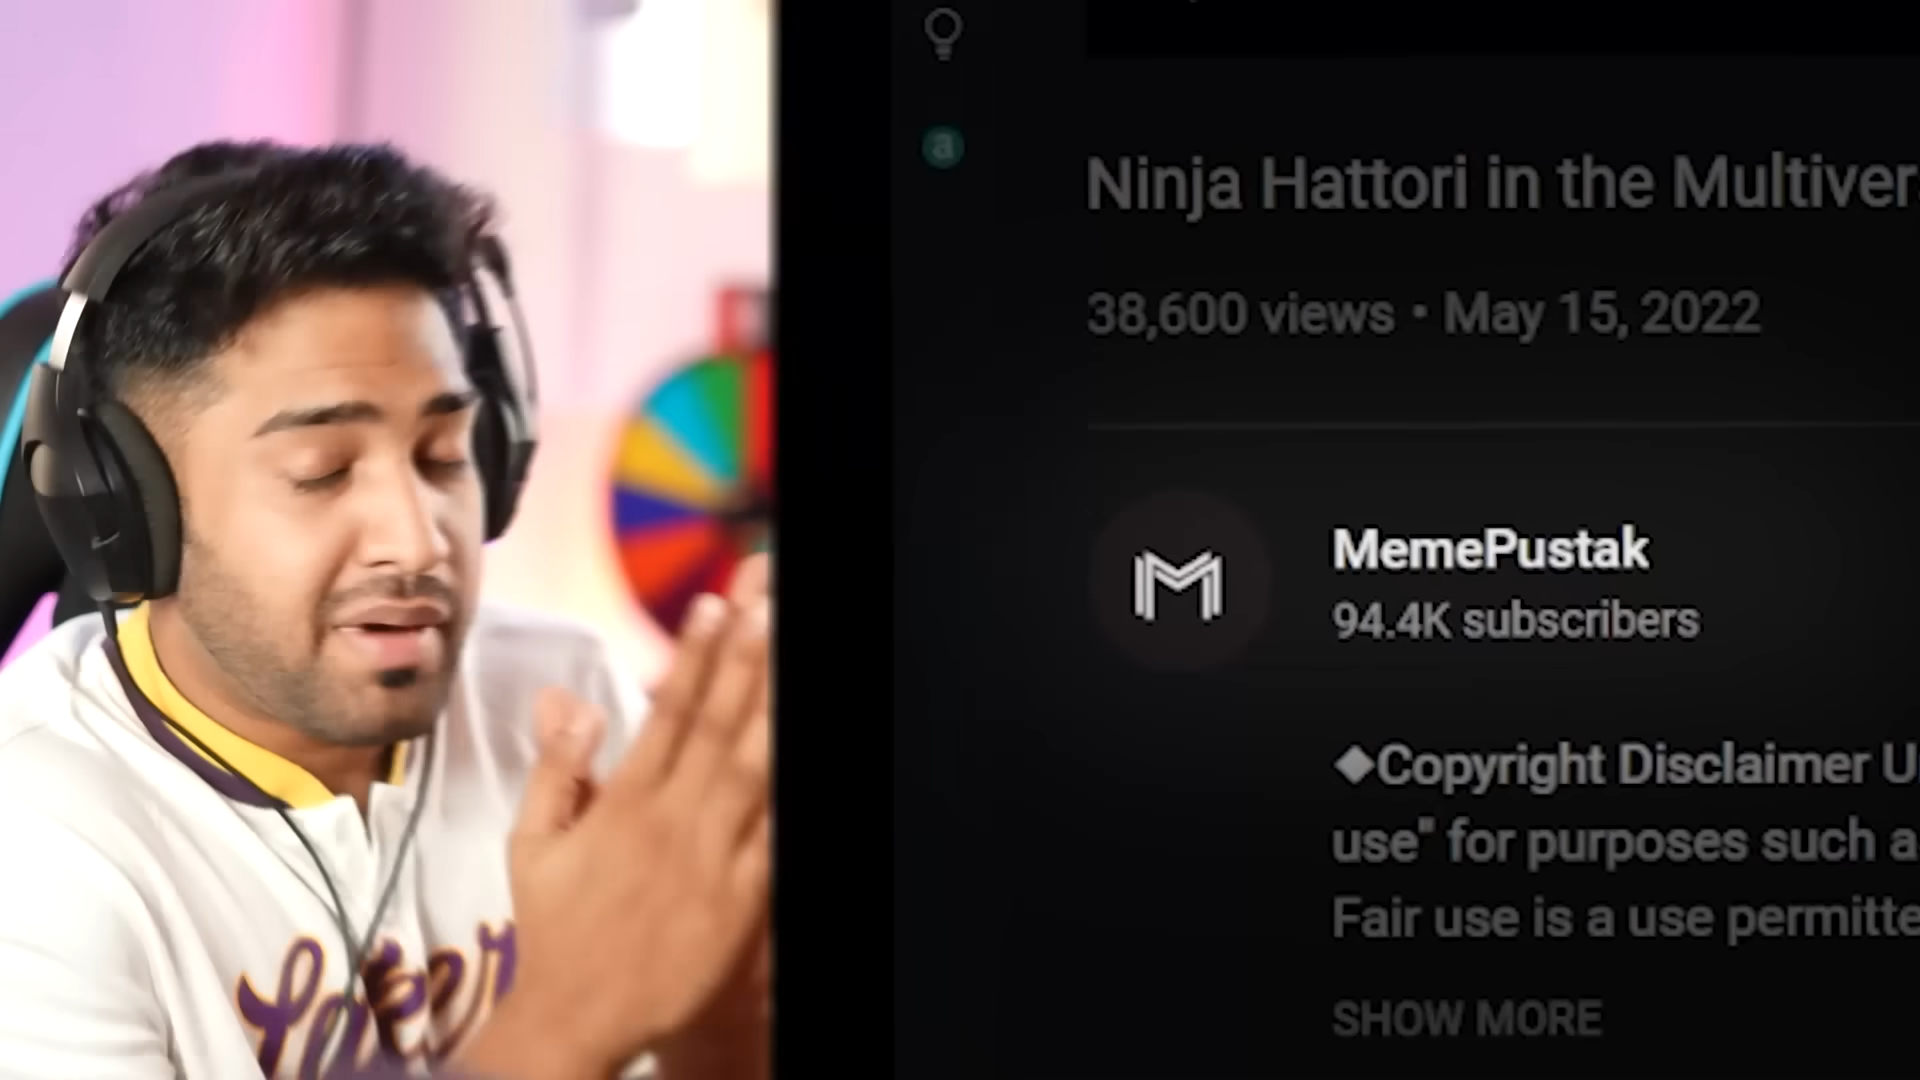 a
Ninja Hattori in the Multiver
38,600 views • May 15, 2022
MemePustak
94.4K subscribers
◆Copyright Disclaimer U
use" for purposes such a
Fair use is a use permitte
SHOW MORE
Laker